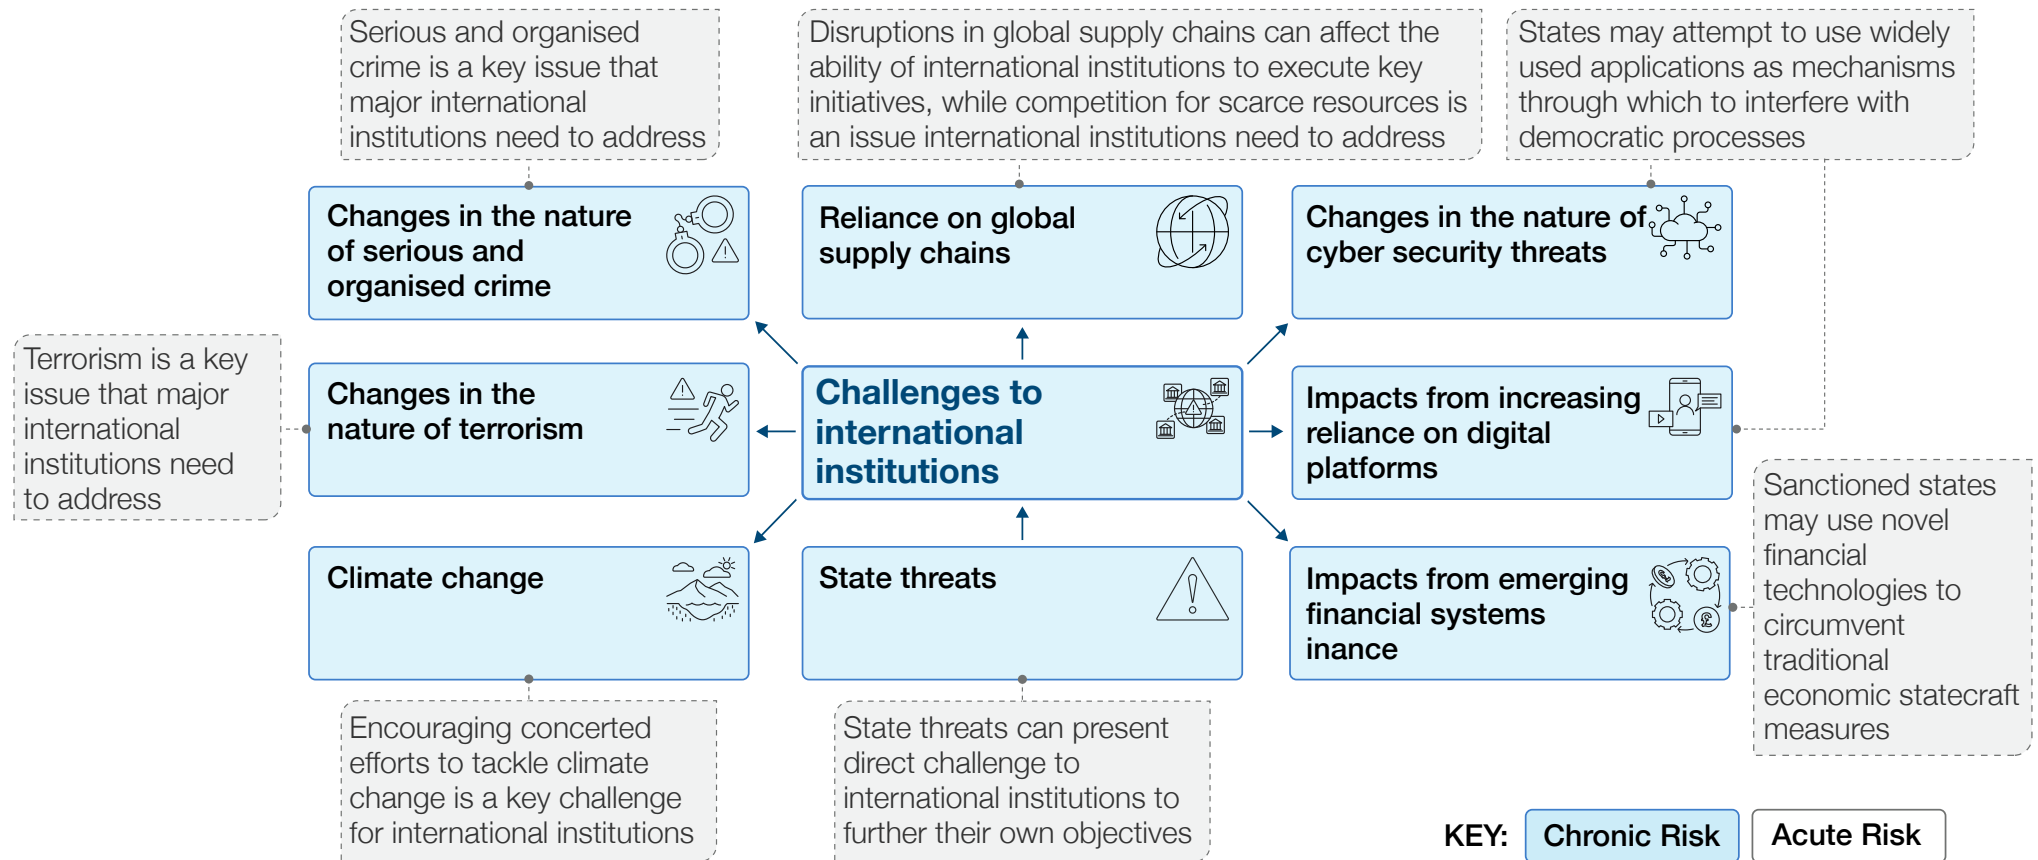 Serious and organised
crime is a key issue that
major international
institutions need to address
Disruptions in global supply chains can affect the
ability of international institutions to execute key
initiatives, while competition for scarce resources is
an issue international institutions need to address
States may attempt to use widely
used applications as mechanisms
through which to interfere with
democratic processes
Changes in the nature
of serious and
organised crime
Reliance on global
supply chains
Changes in the nature of
cyber security threats
Terrorism is a key
issue that major
international
institutions need
to address
Changes in the
nature of terrorism
Challenges to
international
institutions
Impacts from increasing
reliance on digital
platforms
Sanctioned states
may use novel
financial
technologies to
circumvent
traditional
economic statecraft
measures
Climate change
State threats
Impacts from emerging
financial systems
inance
£
Encouraging concerted
efforts to tackle climate
change is a key challenge
for international institutions
State threats can present
direct challenge to
international institutions to
further their own objectives
KEY:
Chronic Risk
Acute Risk